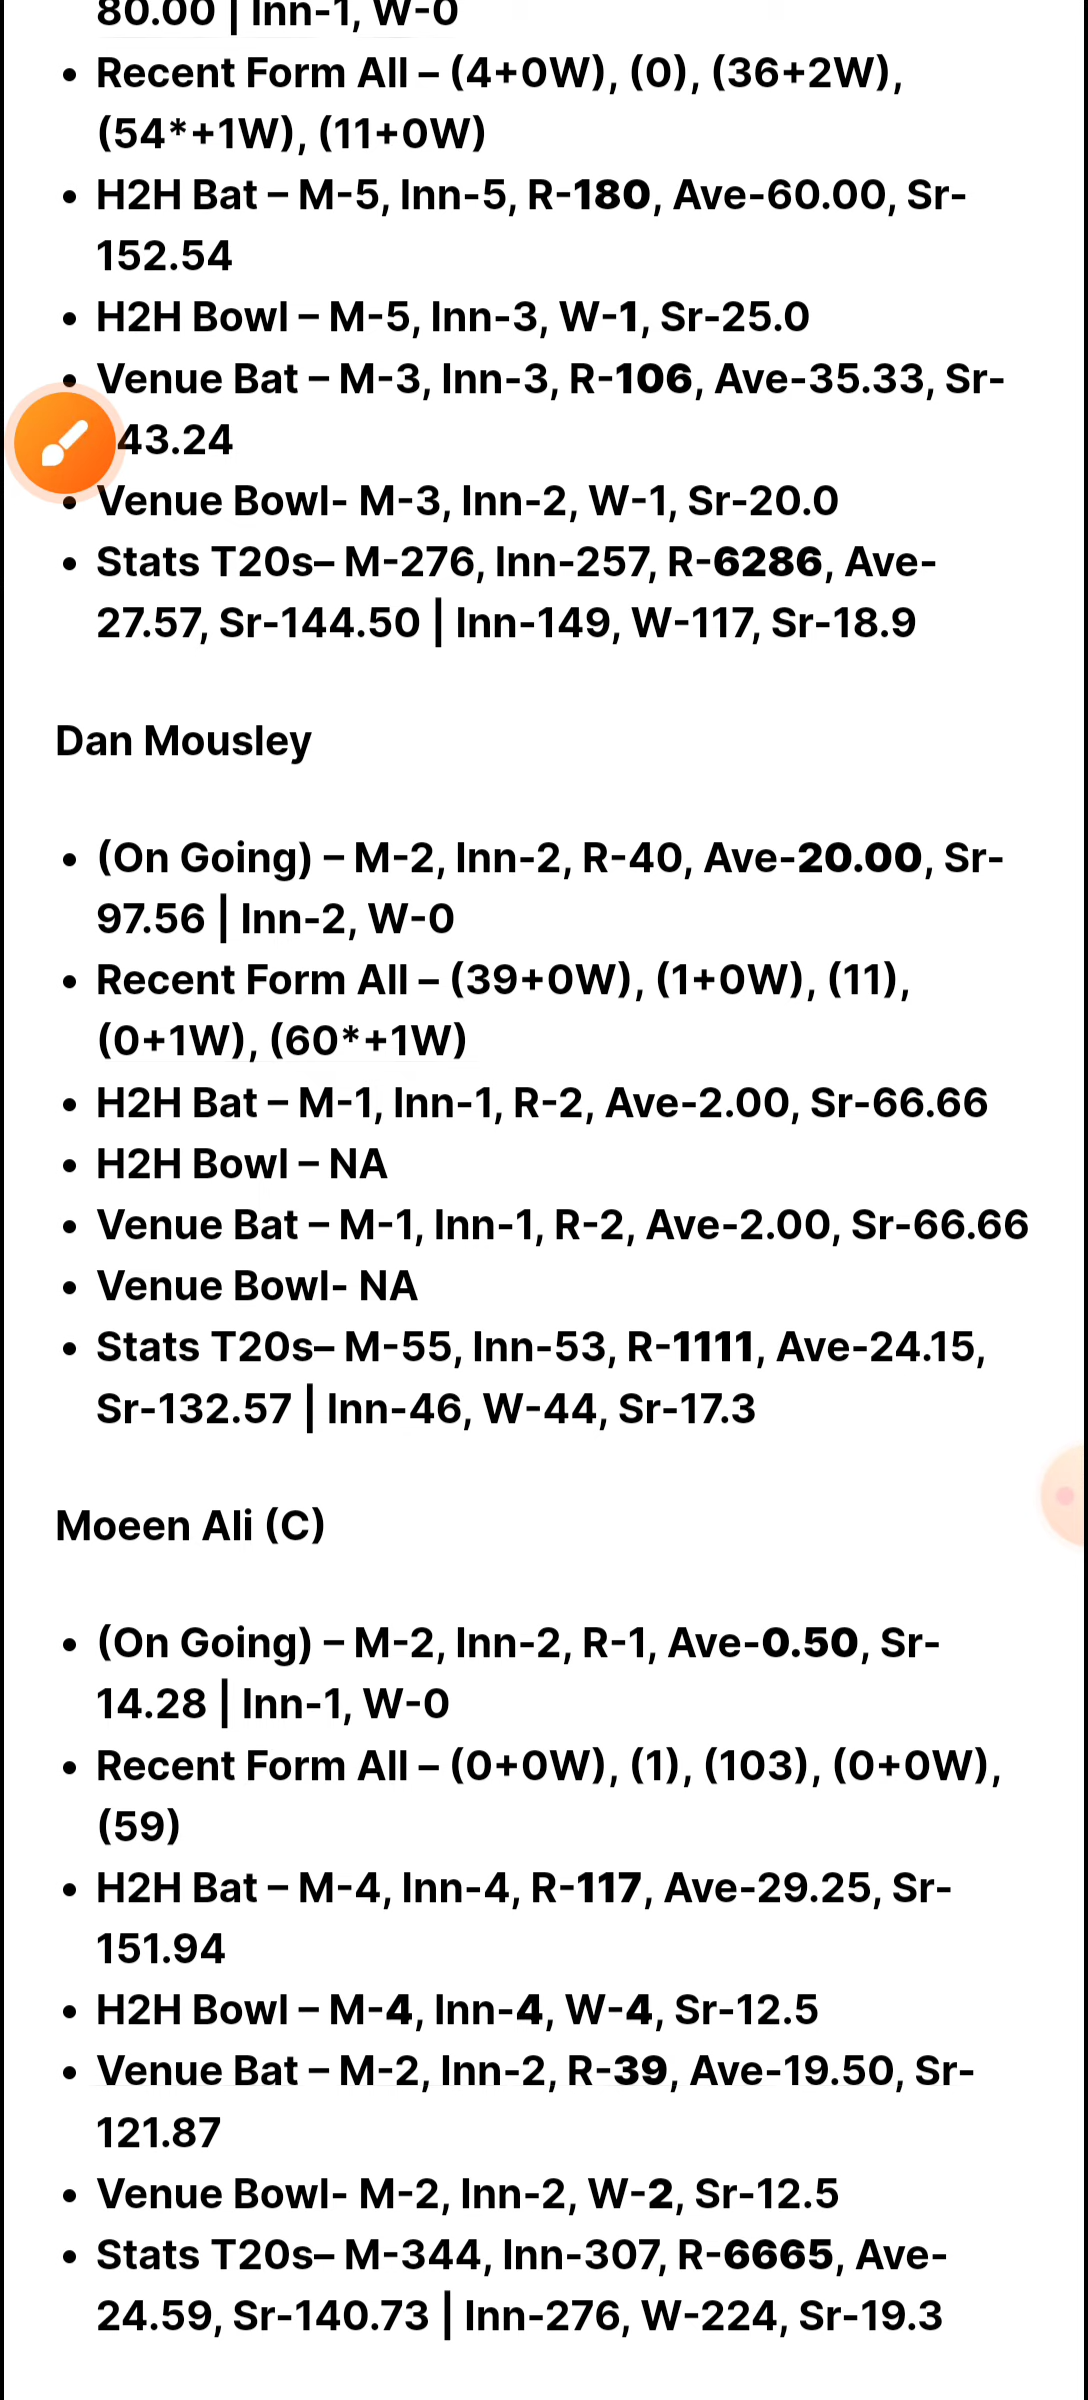 80.00 | Inn-1, W-0
• Recent Form All – (4+0W), (0), (36+2W),
(54*+1W), (11+0W)
• H2H Bat – M-5, Inn-5, R-180, Ave-60.00, Sr-
152.54
• H2H Bowl – M-5, Inn-3, W-1, Sr-25.0
• Venue Bat – M-3, Inn-3, R-106, Ave-35.33, Sr-
43.24
• Venue Bowl- M-3, Inn-2, W-1, Sr-20.0
• Stats T20s– M-276, Inn-257, R-6286, Ave-
27.57, Sr-144.50 | Inn-149, W-117, Sr-18.9
Dan Mousley
• (On Going) – M-2, Inn-2, R-40, Ave-20.00, Sr-
97.56 | Inn-2, W-0
• Recent Form All – (39+0W), (1+0W), (11),
(0+1W), (60*+1W)
• H2H Bat – M-1, Inn-1, R-2, Ave-2.00, Sr-66.66
• H2H Bowl – NA
• Venue Bat – M-1, Inn-1, R-2, Ave-2.00, Sr-66.66
• Venue Bowl- NA
• Stats T20s– M-55, Inn-53, R-1111, Ave-24.15,
Sr-132.57 | Inn-46, W-44, Sr-17.3
Moeen Ali (C)
• (On Going) – M-2, Inn-2, R-1, Ave-0.50, Sr-
14.28 | Inn-1, W-0
• Recent Form All – (0+0W), (1), (103), (0+0W),
(59)
• H2H Bat – M-4, Inn-4, R-117, Ave-29.25, Sr-
151.94
• H2H Bowl – M-4, Inn-4, W-4, Sr-12.5
• Venue Bat – M-2, Inn-2, R-39, Ave-19.50, Sr-
121.87
• Venue Bowl- M-2, Inn-2, W-2, Sr-12.5
• Stats T20s– M-344, Inn-307, R-6665, Ave-
24.59, Sr-140.73 | Inn-276, W-224, Sr-19.3